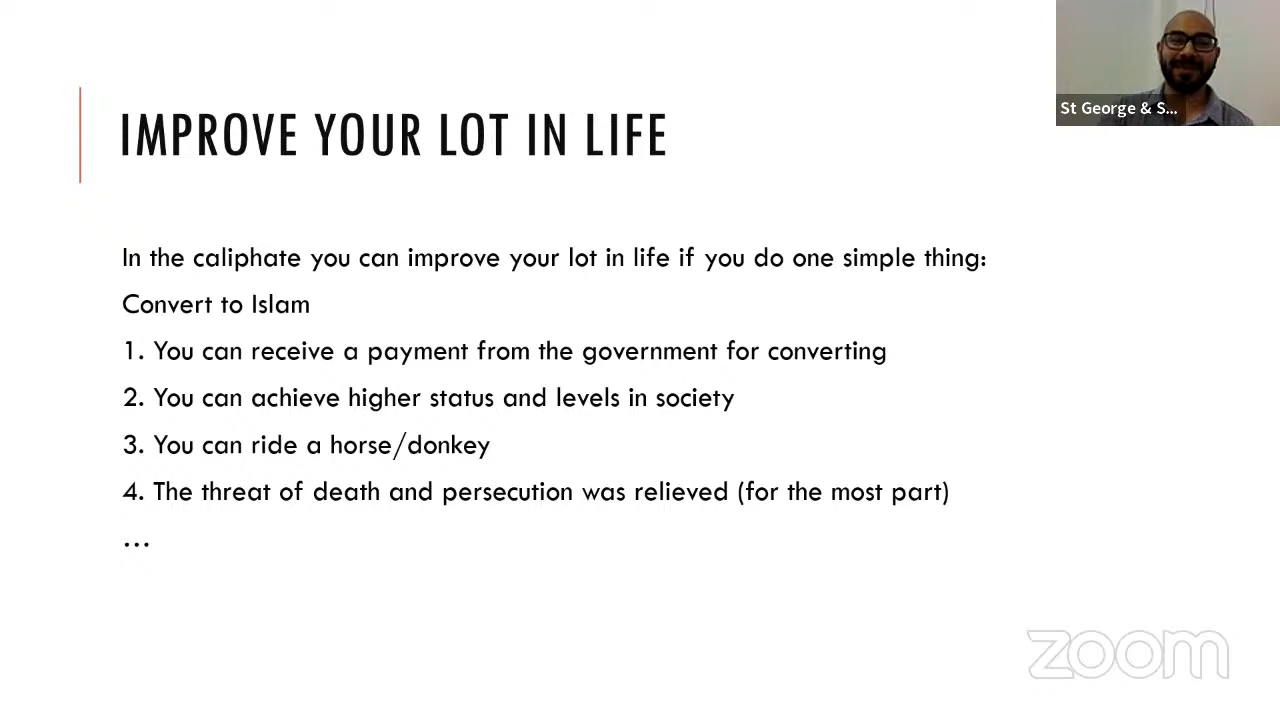 St George & S...
IMPROVE YOUR LOT IN LIFE
In the caliphate you can improve your lot in life if you do one simple thing:
Convert to Islam
1. You can receive a payment from the government for converting
2. You can achieve higher status and levels in society
3. You can ride a horse/donkey
4. The threat of death and persecution was relieved (for the most part)
...
zoom